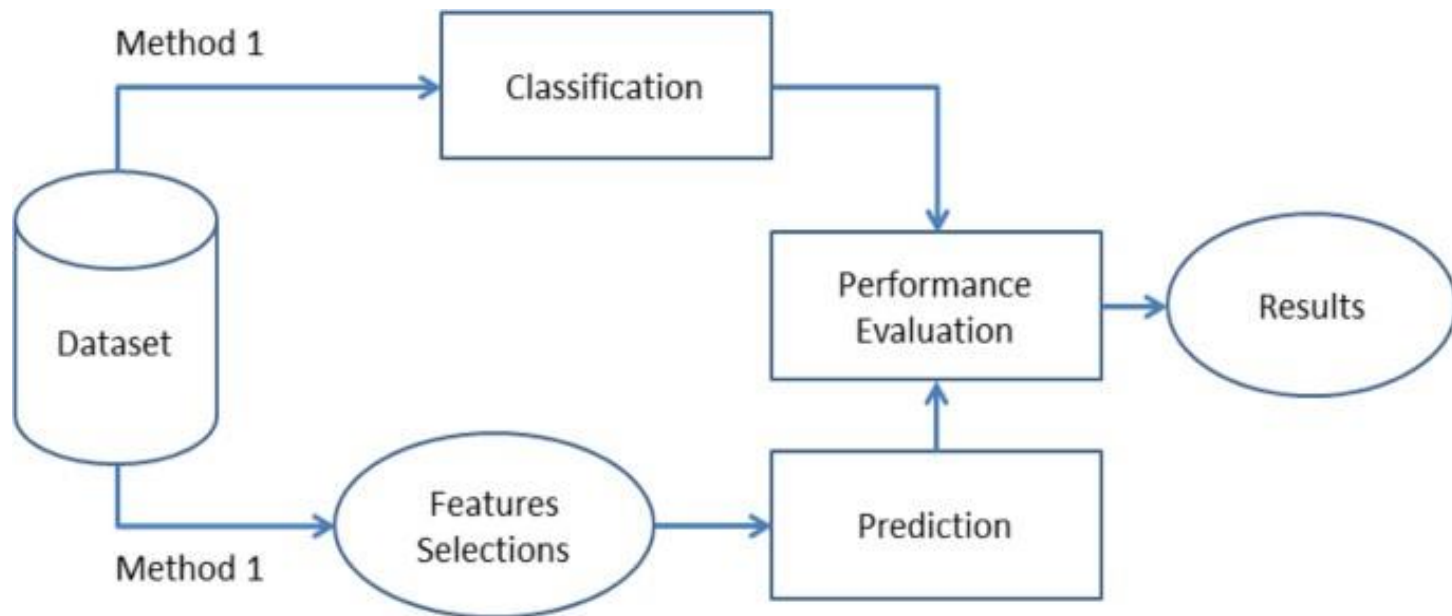 Method 1
Classification
Performance
Evaluation
Results
Dataset
Features
Selections
Prediction
Method 1